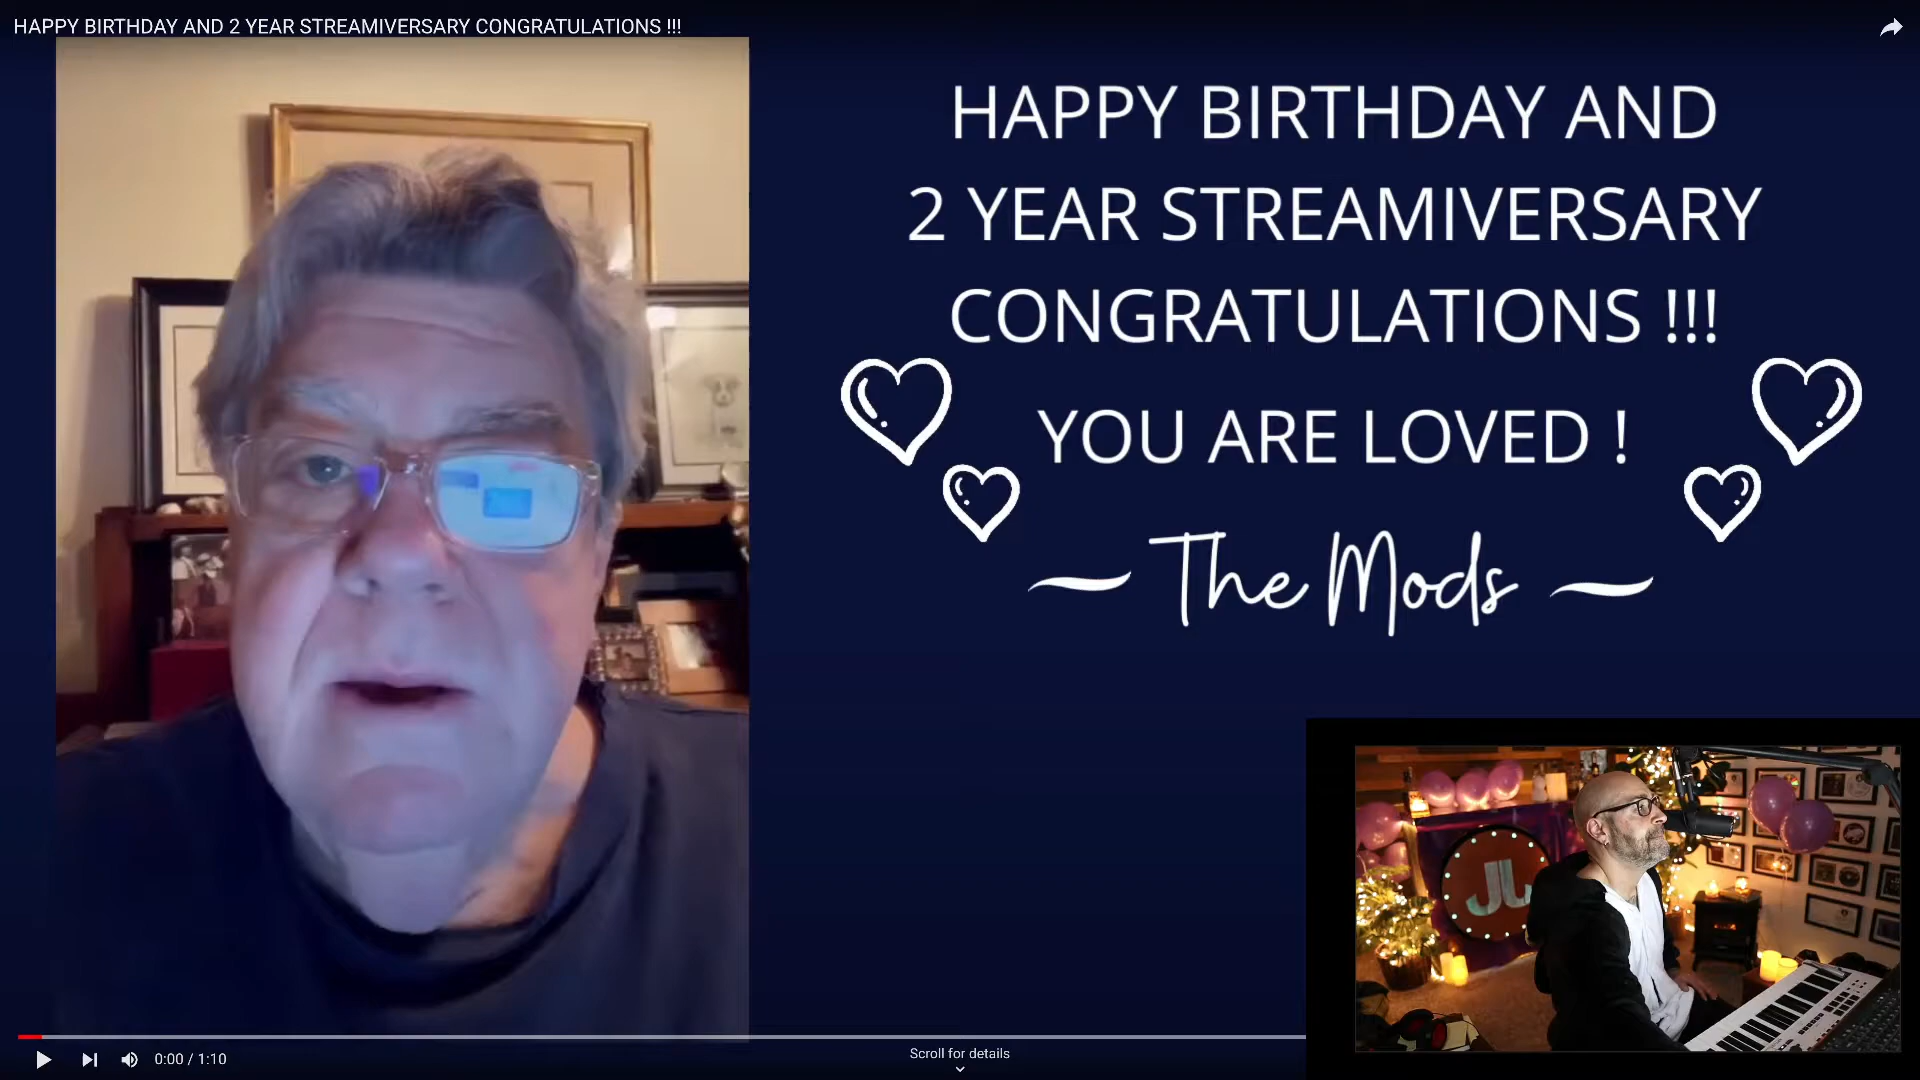 HAPPY BIRTHDAY AND 2 YEAR STREAMIVERSARY CONGRATULATIONS !!!
HAPPY BIRTHDAY AND
2 YEAR STREAMIVERSARY
CONGRATULATIONS !!!
YOU ARE LOVED !
~ The Mods ~
JL
0:00 / 1:10
Scroll for details